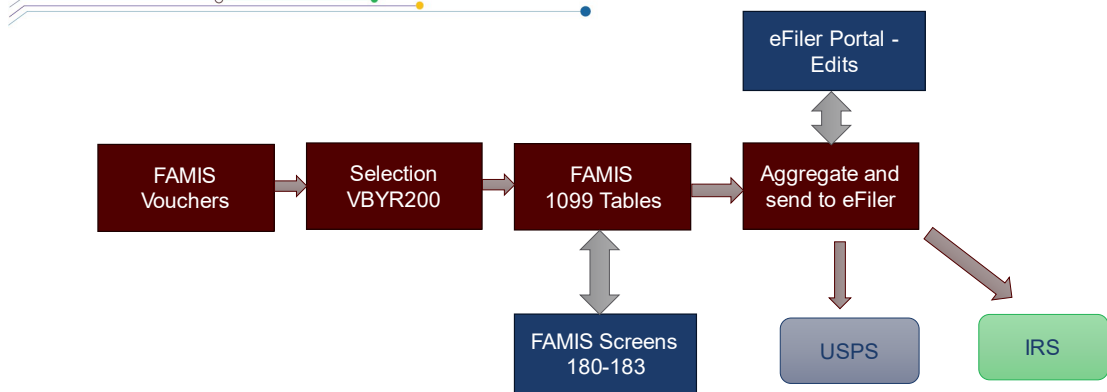 eFiler Portal -
Edits
FAMIS
Vouchers
Selection
VBYR200
FAMIS
1099 Tables
Aggregate and
send to eFiler
FAMIS Screens
180-183
USPS
IRS